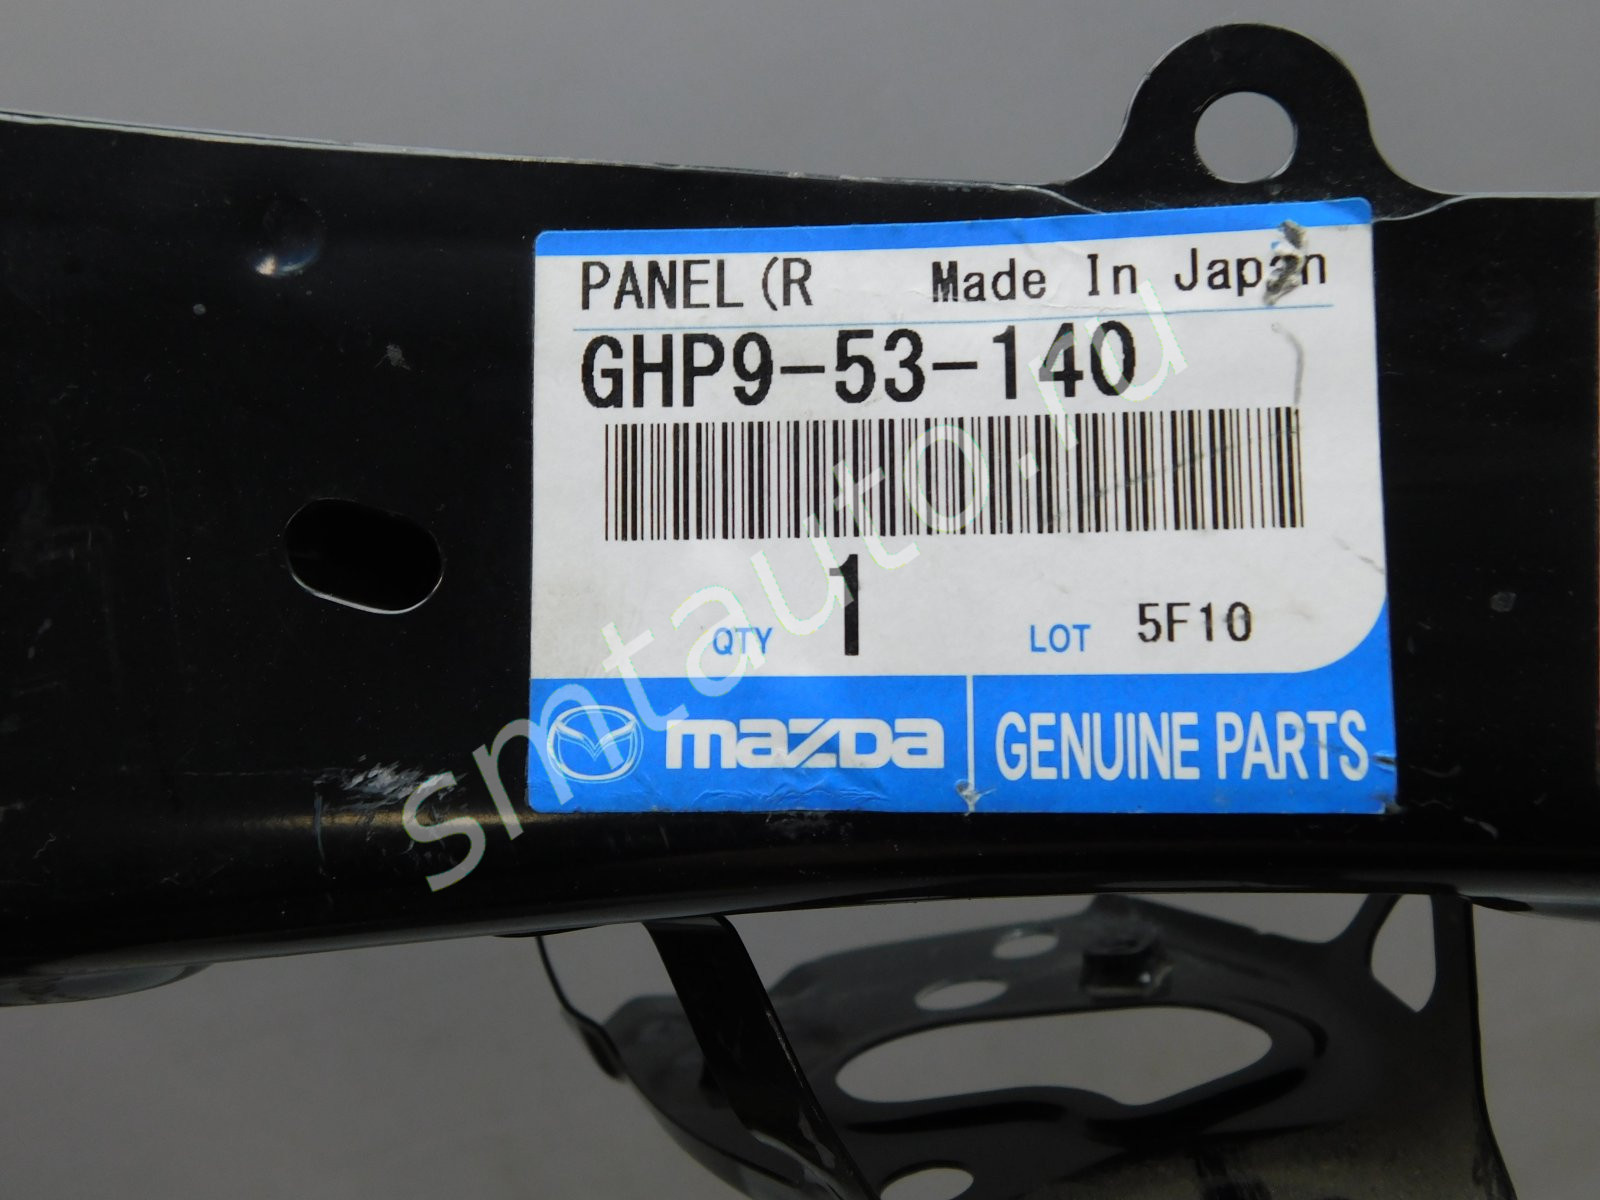 PANEL(R Made In Japan
GHP9-53-140
QTY 1 LOT 5F10
mazda GENUINE PARTS
smtauto.ru